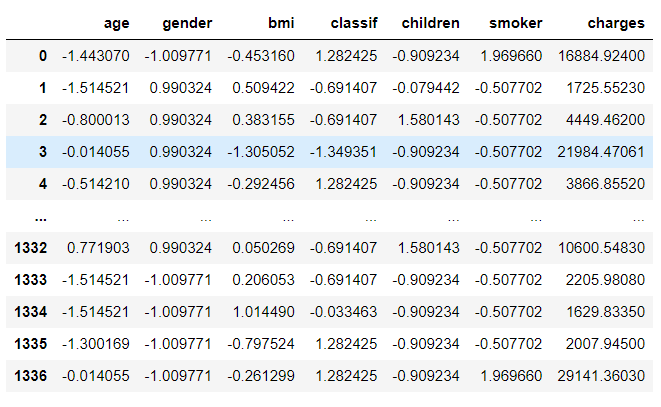 age gender bmi classif children smoker charges
0 -1.443070 -1.009771 -0.453160 1.282425 -0.909234 1.969660 16884.92400
1 -1.514521 0.990324 0.509422 -0.691407 -0.079442 -0.507702 1725.55230
2 -0.800013 0.990324 0.383155 -0.691407 1.580143 -0.507702 4449.46200
3 -0.014055 0.990324 -1.305052 -1.349351 -0.909234 -0.507702 21984.47061
4 -0.514210 0.990324 -0.292456 1.282425 -0.909234 -0.507702 3866.85520
... ... ... ... ... ... ... ...
1332 0.771903 0.990324 0.050269 -0.691407 1.580143 -0.507702 10600.54830
1333 -1.514521 -1.009771 0.206053 -0.691407 -0.909234 -0.507702 2205.98080
1334 -1.514521 -1.009771 1.014490 -0.033463 -0.909234 -0.507702 1629.83350
1335 -1.300169 -1.009771 -0.797524 1.282425 -0.909234 -0.507702 2007.94500
1336 -0.014055 -1.009771 -0.261299 1.282425 -0.909234 1.969660 29141.36030